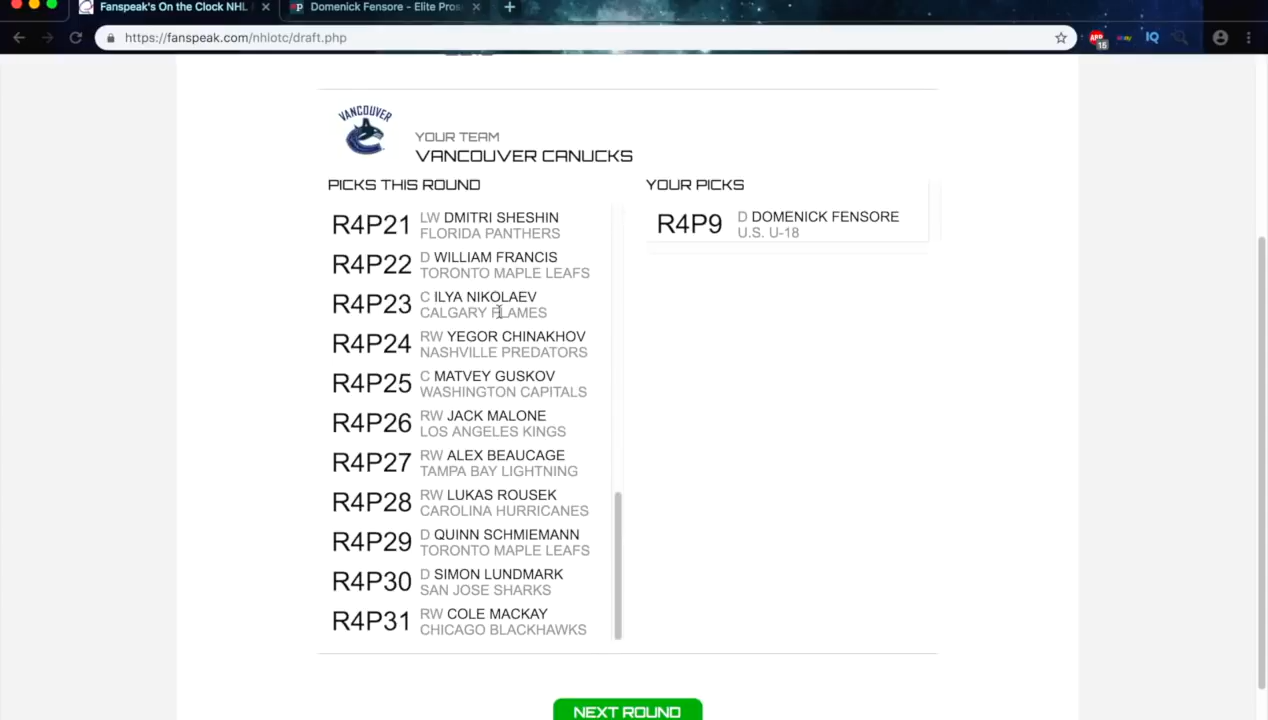 Fanspeak's On the Clock NHL
Domenick Fensore - Elite Pros
https://fanspeak.com/nhlotc/draft.php
15
IQ
VANCOUVER
YOUR TEAM
VANCOUVER CANUCKS
PICKS THIS ROUND
R4P21 LW DMITRI SHESHIN
FLORIDA PANTHERS
R4P22 D WILLIAM FRANCIS
TORONTO MAPLE LEAFS
R4P23 C ILYA NIKOLAEV
CALGARY FLAMES
R4P24 RW YEGOR CHINAKHOV
NASHVILLE PREDATORS
R4P25 C MATVEY GUSKOV
WASHINGTON CAPITALS
R4P26 RW JACK MALONE
LOS ANGELES KINGS
R4P27 RW ALEX BEAUCAGE
TAMPA BAY LIGHTNING
R4P28 RW LUKAS ROUSEK
CAROLINA HURRICANES
R4P29 D QUINN SCHMIEMANN
TORONTO MAPLE LEAFS
R4P30 D SIMON LUNDMARK
SAN JOSE SHARKS
R4P31 RW COLE MACKAY
CHICAGO BLACKHAWKS
YOUR PICKS
R4P9 D DOMENICK FENSORE
U.S. U-18
NEXT ROUND